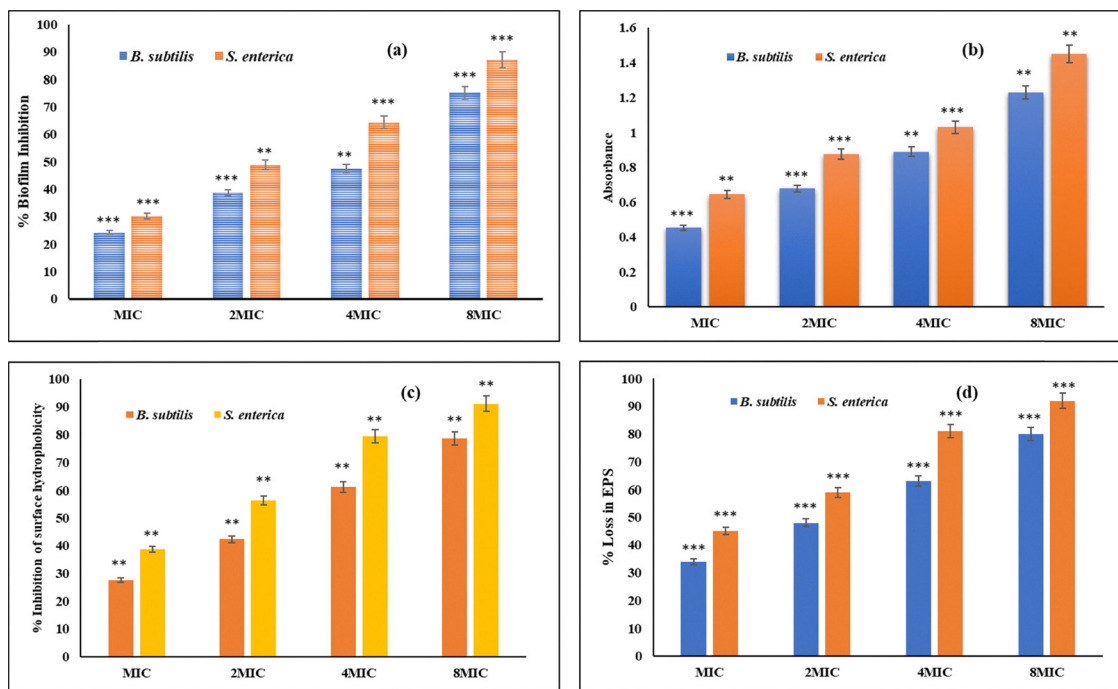 % Biofilm Inhibition
100
90
80
70
60
50
40
30
20
10
0
B. subtilis
S. enterica
(a)
*** ***
*** **
** ***
*** ***
MIC 2MIC 4MIC 8MIC
Absorbance
1.6
1.4
1.2
1
0.8
0.6
0.4
0.2
0
B. subtilis
S. enterica
(b)
*** **
*** ***
** ***
** **
MIC 2MIC 4MIC 8MIC
% Inhibition of surface hydrophobicity
100
90
80
70
60
50
40
30
20
10
0
B. subtilis
S. enterica
(c)
** **
** **
** **
** **
MIC 2MIC 4MIC 8MIC
% Loss in EPS
100
90
80
70
60
50
40
30
20
10
0
B. subtilis
S. enterica
(d)
*** ***
*** ***
*** ***
*** ***
MIC 2MIC 4MIC 8MIC